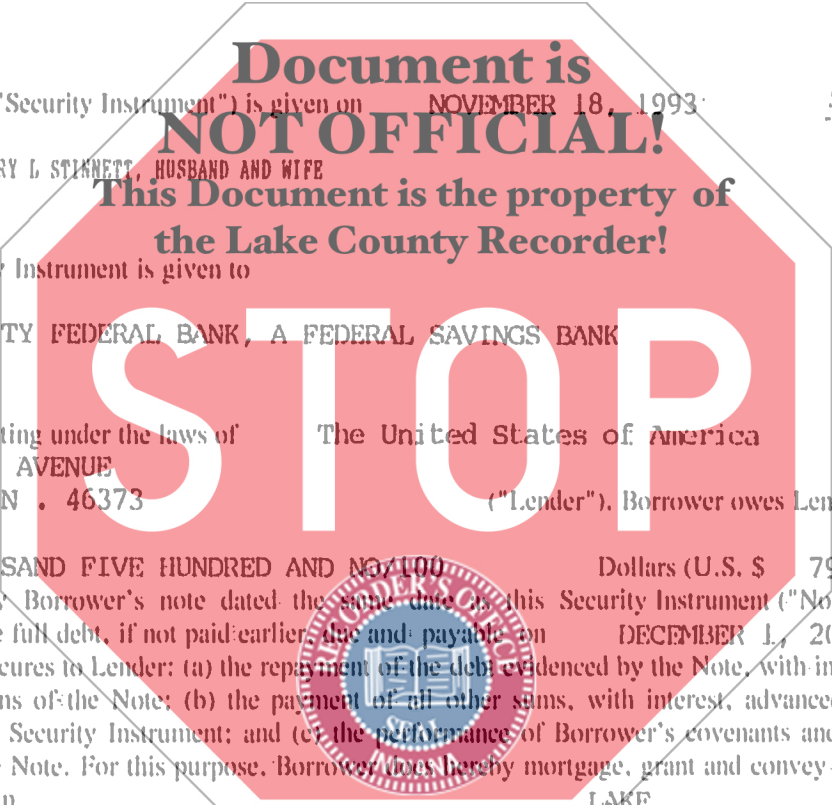 Document is
"Security Instrument") is given on NOVEMBER 18, 1993
NOT OFFICIAL!
RY L STINNETT, HUSBAND AND WIFE
This Document is the property of
the Lake County Recorder!
Instrument is given to
TY FEDERAL BANK, A FEDERAL SAVINGS BANK
STOP
ting under the laws of The United States of America
AVENUE
N . 46373 ("Lender"). Borrower owes Len
SAND FIVE HUNDRED AND NO/100 Dollars (U.S. $ 79
Borrower's note dated the same date as this Security Instrument ("No
full debt, if not paid earlier, due and payable on DECEMBER 1, 20
cures to Lender: (a) the repayment of the debt evidenced by the Note, with in
ns of the Note; (b) the payment of all other sums, with interest, advanced
Security Instrument; and (c) the performance of Borrower's covenants and
Note. For this purpose, Borrower does hereby mortgage, grant and convey
LAKE
RECORDER'S OFFICE
SEAL
INDIANA